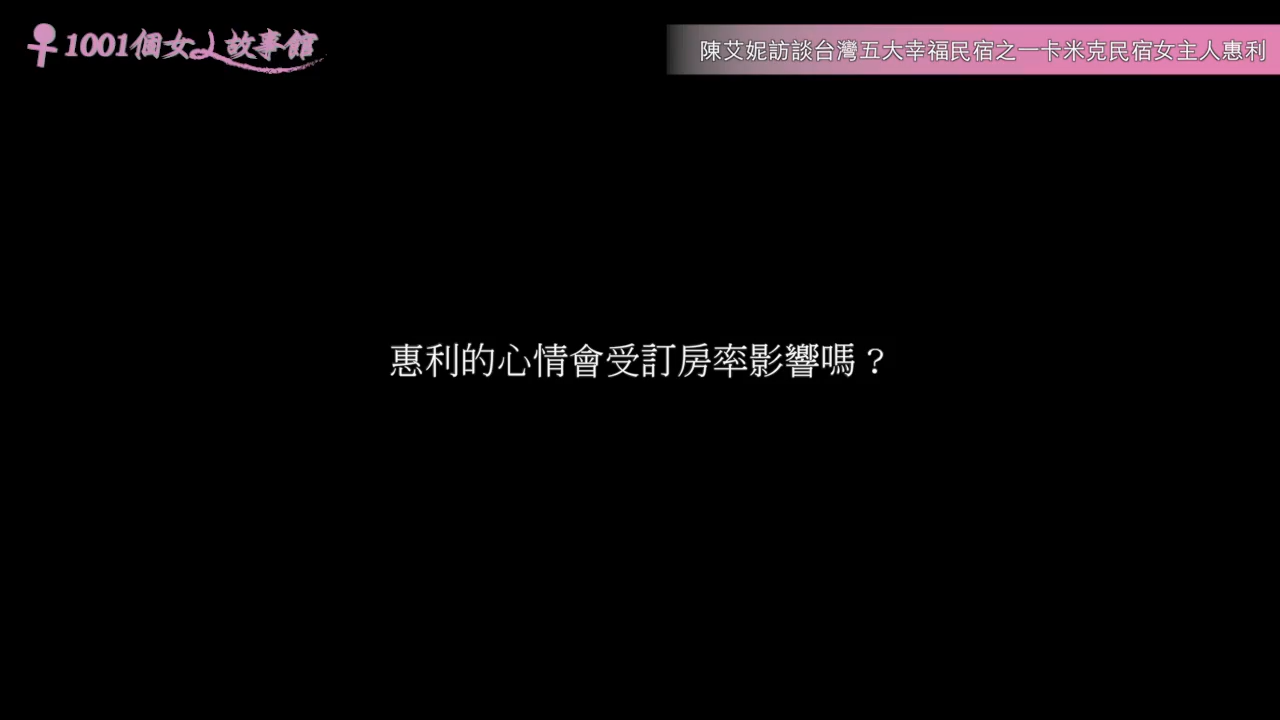 1001個女人故事館
陳艾妮訪談台灣五大幸福民宿之一卡米克民宿女主人惠利
惠利的心情會受訂房率影響嗎？